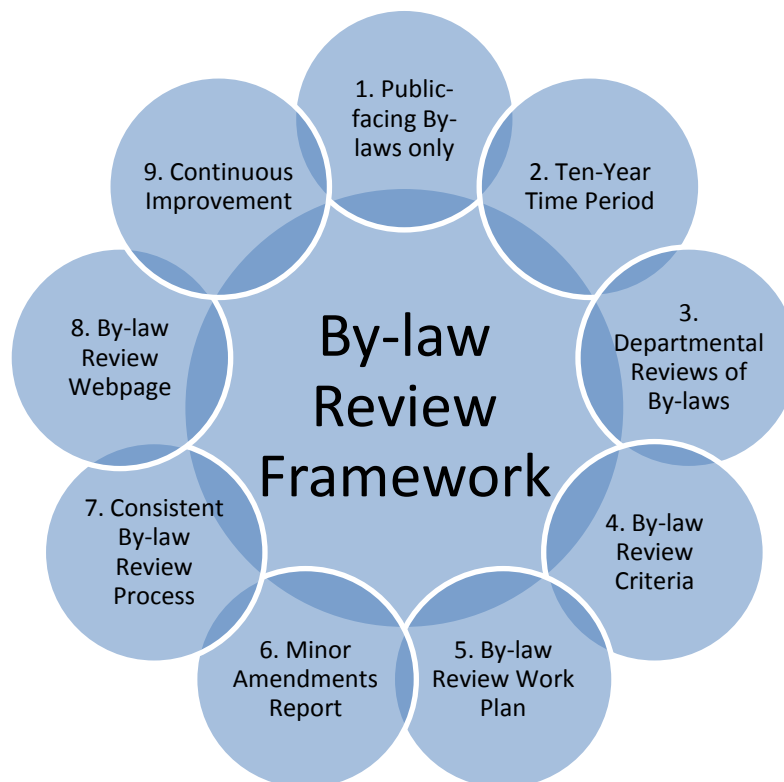 1. Public-
facing By-
laws only
2. Ten-Year
Time Period
3.
Departmental
Reviews of
By-laws
4. By-law
Review
Criteria
5. By-law
Review Work
Plan
6. Minor
Amendments
Report
7. Consistent
By-law
Review
Process
8. By-law
Review
Webpage
9. Continuous
Improvement
By-law
Review
Framework